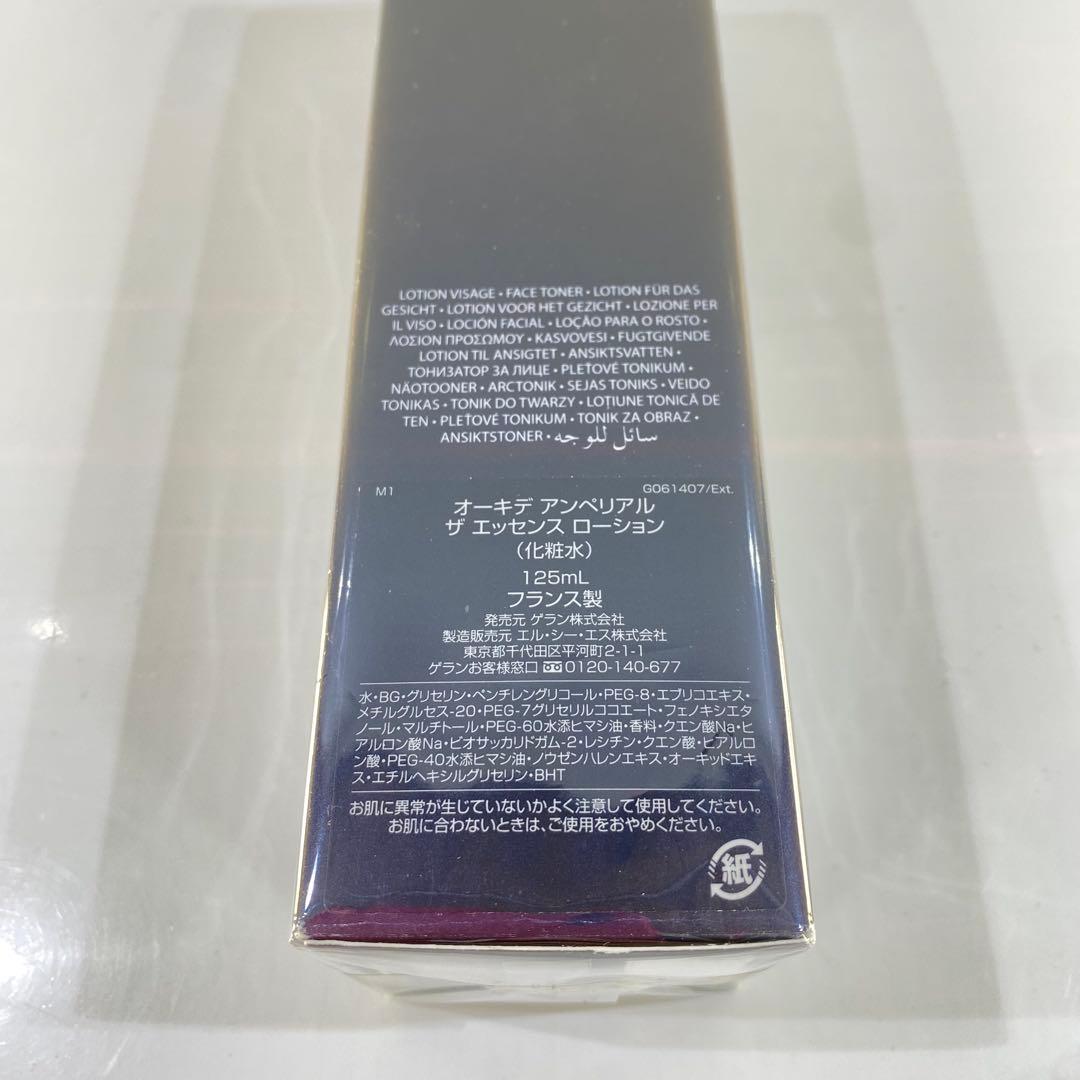 LOTION VISAGE • FACE TONER • LOTION FÜR DAS
GESICHT • LOTION VOOR HET GEZICHT • LOZIONE PER
IL VISO • LOCIÓN FACIAL • LOÇÃO PARA O ROSTO •
ΛΟΣΙΟΝ ΠΡΟΣΩΜΟΥ • KASVOVESI • FUGTGIVENDE
LOTION TIL ANSIGTET • ANSIKTSVATTEN •
ТОНИЗАТОР ЗА ЛИЦЕ • PLEŤOVÉ TONIKUM •
NÄOTOONER • ARCTONIK • SEJAS TONIKS • VEIDO
TONIKAS • TONIK DO TWARZY • LOȚIUNE TONICĂ DE
TEN • PLEŤOVÉ TONIKUM • TONIK ZA OBRAZ •
ANSIKTSTONER • سائل للوجه
M1 G061407/Ext.
オーキデ アンペリアル
ザ エッセンス ローション
(化粧水)
125mL
フランス製
発売元 ゲラン株式会社
製造販売元 エル・シー・エス株式会社
東京都千代田区平河町2-1-1
ゲランお客様窓口 0120-140-677
水・BG・グリセリン・ペンチレングリコール・PEG-8・エブリコエキス・
メチルグルセス-20・PEG-7グリセリルココエート・フェノキシエタ
ノール・マルチトール・PEG-60水添ヒマシ油・香料・クエン酸Na・ヒ
アルロン酸Na・ビオサッカリドガム-2・レシチン・クエン酸・ヒアルロ
ン酸・PEG-40水添ヒマシ油・ノウゼンハレンエキス・オーキッドエキ
ス・エチルヘキシルグリセリン・BHT
お肌に異常が生じていないかよく注意して使用してください。
お肌に合わないときは、ご使用をおやめください。
紙